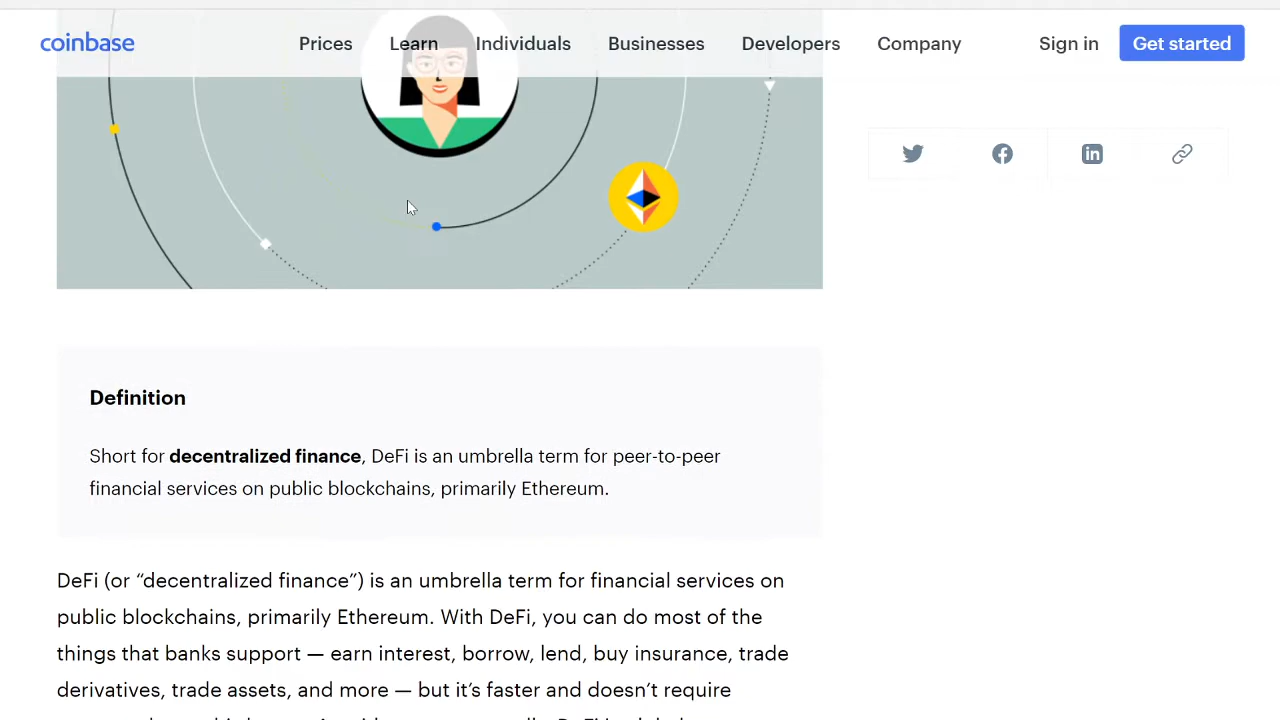 coinbase
Prices
Learn
Individuals
Businesses
Developers
Company
Sign in
Get started
Definition
Short for decentralized finance, DeFi is an umbrella term for peer-to-peer
financial services on public blockchains, primarily Ethereum.
DeFi (or “decentralized finance”) is an umbrella term for financial services on
public blockchains, primarily Ethereum. With DeFi, you can do most of the
things that banks support — earn interest, borrow, lend, buy insurance, trade
derivatives, trade assets, and more — but it’s faster and doesn’t require